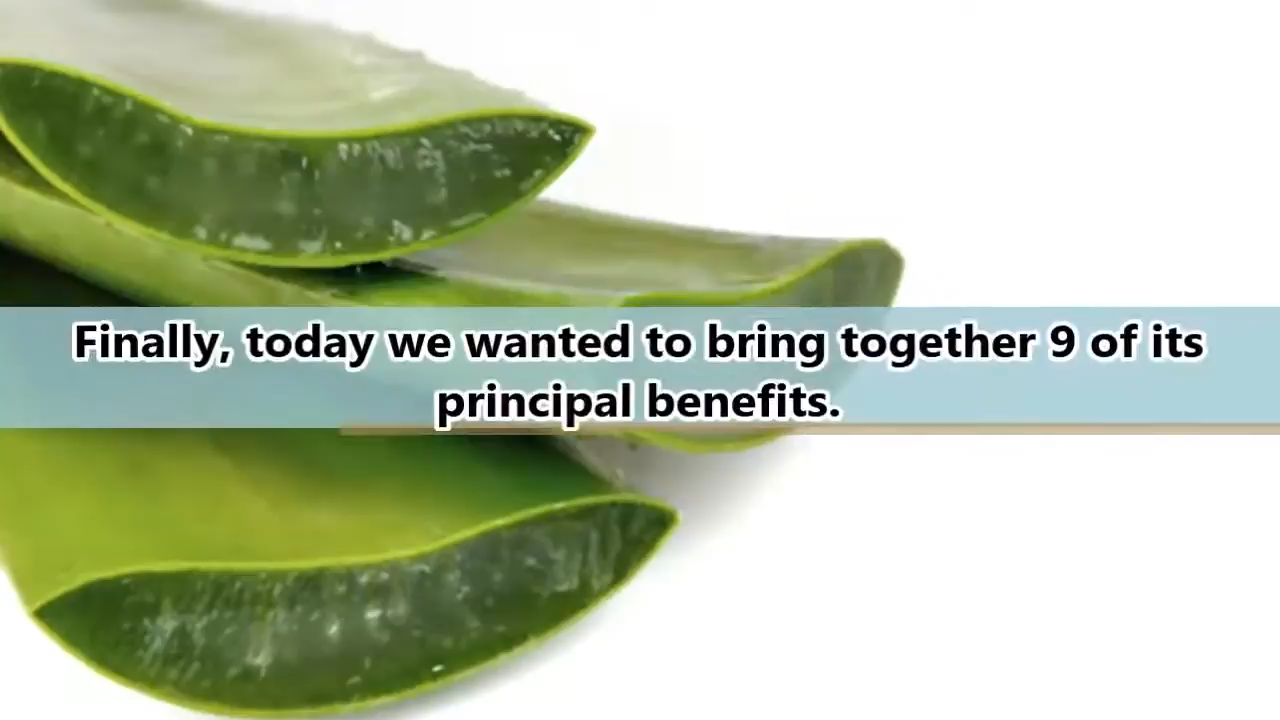 Finally, today we wanted to bring together 9 of its
principal benefits.